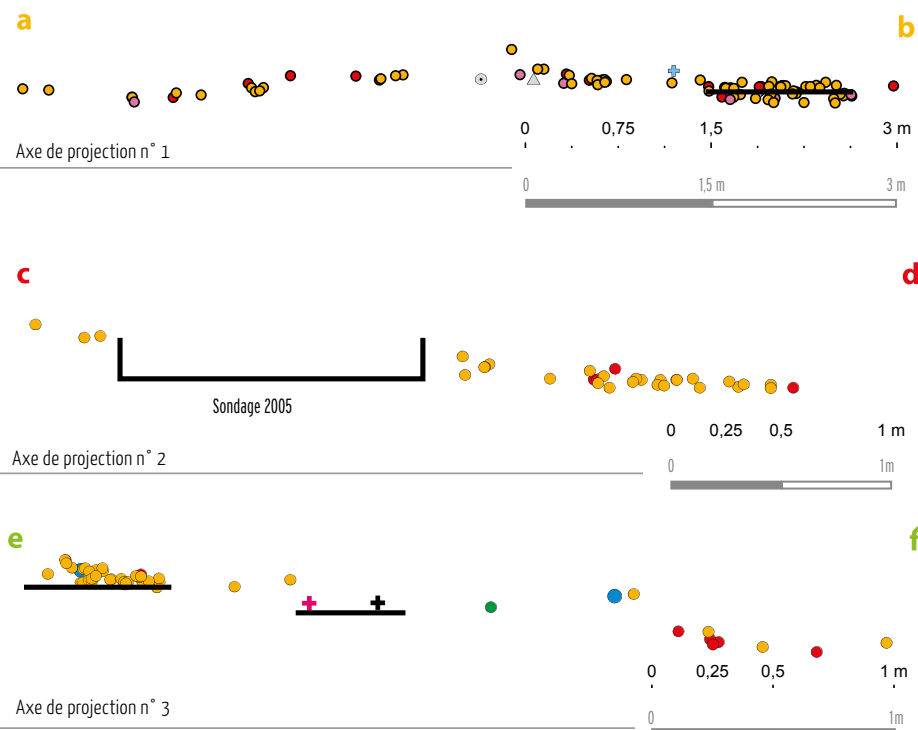 a b
0 0,75 1,5 3 m
Axe de projection n° 1
0 1,5 m 3 m
c d
Sondage 2005
0 0,25 0,5 1 m
Axe de projection n° 2
0 1m
e f
0 0,25 0,5 1 m
Axe de projection n° 3
0 1m